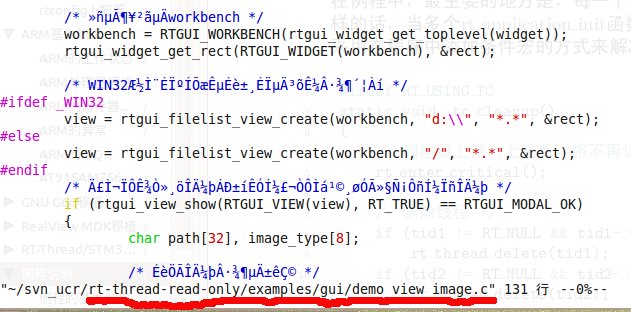 /* »ñµÃ¶¥²ãµÄworkbench */
workbench = RTGUI_WORKBENCH(rtgui_widget_get_toplevel(widget));
rtgui_widget_get_rect(RTGUI_WIDGET(workbench), &rect);
/* WIN32Æ½Ì¨ÉÏºÍÕæÊµÉè±¸ÉÏµÄ³õÊ¼Â·¾¶´¦Àí */
#ifdef _WIN32
view = rtgui_filelist_view_create(workbench, "d:\\", "*.*", &rect);
#else
view = rtgui_filelist_view_create(workbench, "/", "*.*", &rect);
#endif
/* Ä£Ì¬ÏÔÊ¾Ò»¸öÎÄ¼þÁÐ±íÊÓÍ¼£¬ÒÔÌá¹©¸øÓÃ»§Ñ¡ÔñÍ¼ÏñÎÄ¼þ */
if (rtgui_view_show(RTGUI_VIEW(view), RT_TRUE) == RTGUI_MODAL_OK)
{
char path[32], image_type[8];
/* ÉèÖÃÎÄ¼þÂ·¾¶µÄ±êÇ© */
"~/svn_ucr/rt-thread-read-only/examples/gui/demo_view_image.c" 131 行 --0%--